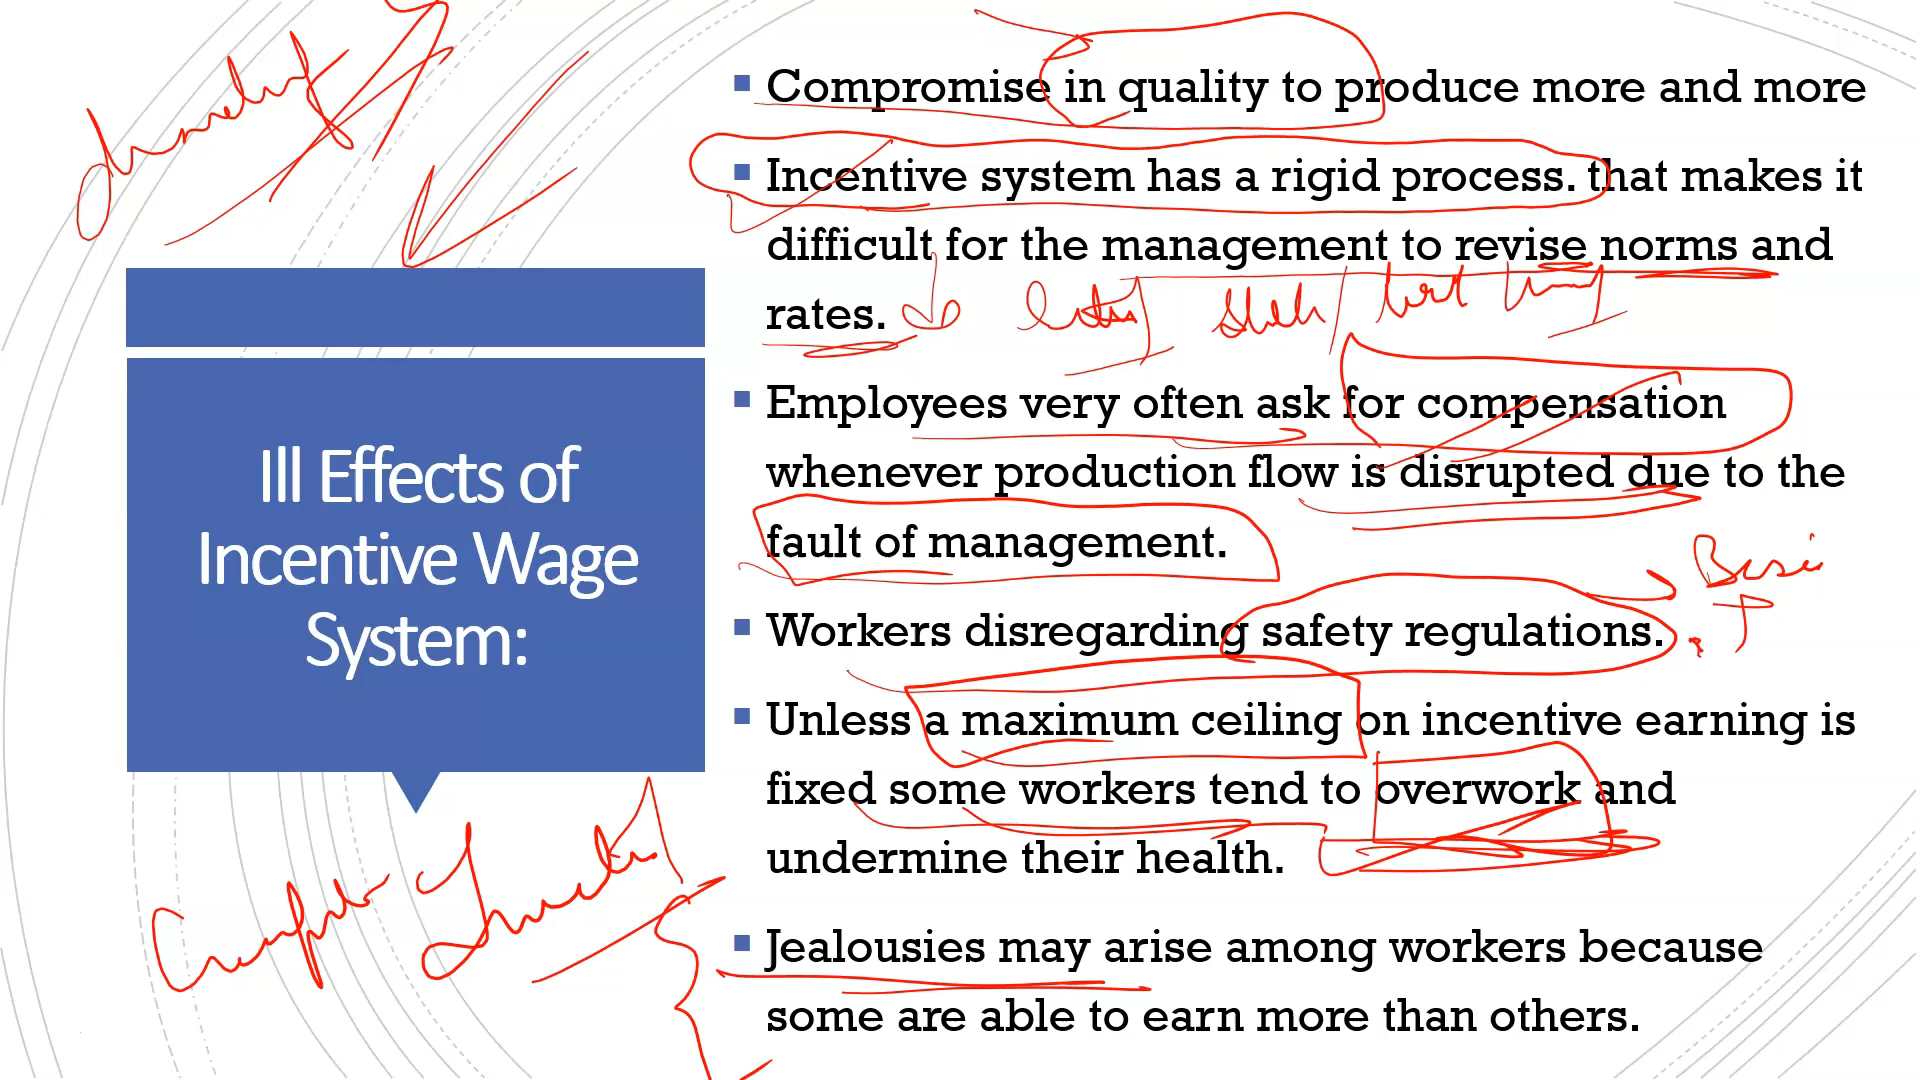 Ill Effects of
Incentive Wage
System:
Compromise in quality to produce more and more
Incentive system has a rigid process. that makes it
difficult for the management to revise norms and
rates.
Employees very often ask for compensation
whenever production flow is disrupted due to the
fault of management.
Workers disregarding safety regulations.
Unless a maximum ceiling on incentive earning is
fixed some workers tend to overwork and
undermine their health.
Jealousies may arise among workers because
some are able to earn more than others.